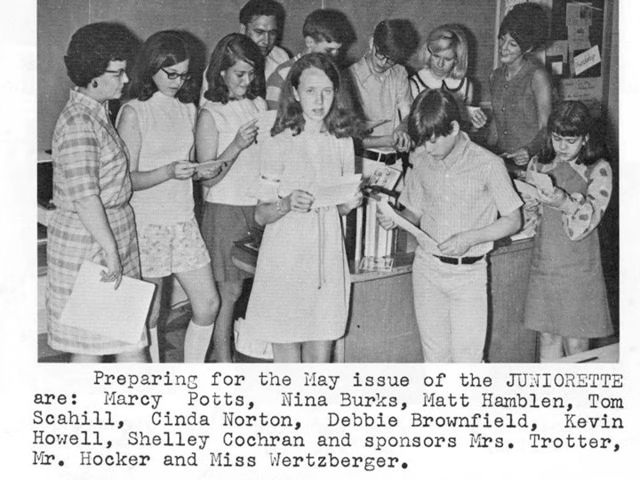 Preparing for the May issue of the JUNIORETTE
are: Marcy Potts, Nina Burks, Matt Hamblen, Tom
Scahill, Cinda Norton, Debbie Brownfield, Kevin
Howell, Shelley Cochran and sponsors Mrs. Trotter,
Mr. Hocker and Miss Wertzberger.